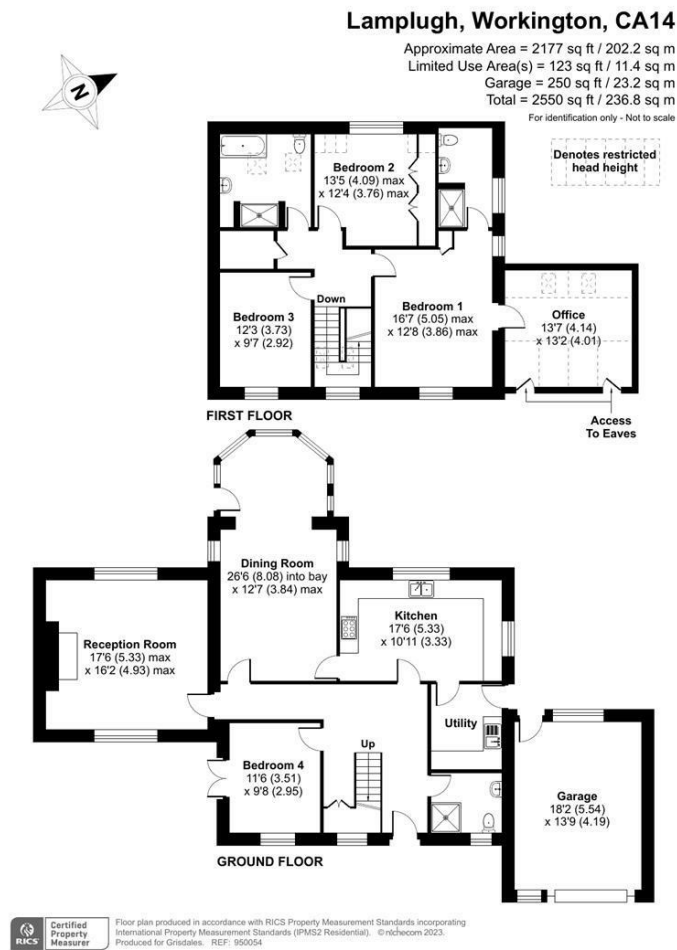 Lamplugh, Workington, CA14
Approximate Area = 2177 sq ft / 202.2 sq m
Limited Use Area(s) = 123 sq ft / 11.4 sq m
Garage = 250 sq ft / 23.2 sq m
Total = 2550 sq ft / 236.8 sq m
For identification only - Not to scale
N
Denotes restricted
head height
Bedroom 2
13'5 (4.09) max
x 12'4 (3.76) max
Bedroom 3
12'3 (3.73)
x 9'7 (2.92)
Down
Bedroom 1
16'7 (5.05) max
x 12'8 (3.86) max
Office
13'7 (4.14)
x 13'2 (4.01)
FIRST FLOOR
Access
To Eaves
Dining Room
26'6 (8.08) into bay
x 12'7 (3.84) max
Reception Room
17'6 (5.33) max
x 16'2 (4.93) max
Kitchen
17'6 (5.33)
x 10'11 (3.33)
Utility
Bedroom 4
11'6 (3.51)
x 9'8 (2.95)
Up
Garage
18'2 (5.54)
x 13'9 (4.19)
GROUND FLOOR
RICS
Certified
Property
Measurer
Floor plan produced in accordance with RICS Property Measurement Standards incorporating
International Property Measurement Standards (IPMS2 Residential). © nichecom 2023.
Produced for Grisdales. REF: 950054